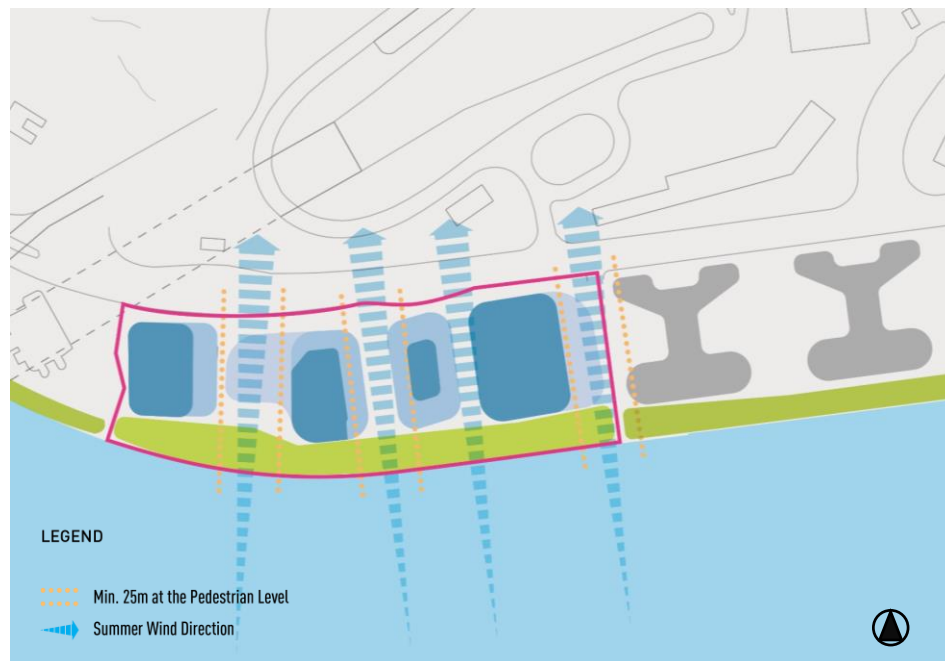 LEGEND
Min. 25m at the Pedestrian Level
Summer Wind Direction